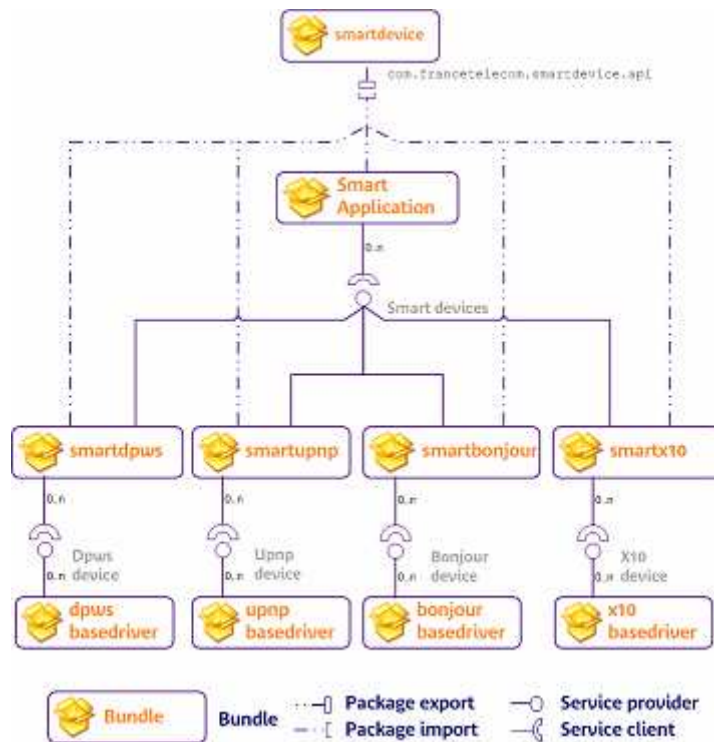 smartdevice
com.francetelecom.smartdevice.api
Smart
Application
0..n
Smart devices
smartdpws
smartupnp
smartbonjour
smartx10
0..n
0..n
0..n
0..n
Dpws
device
Upnp
device
Bonjour
device
X10
device
0..n
0..n
0..n
0..n
dpws
basedriver
upnp
basedriver
bonjour
basedriver
x10
basedriver
Bundle
Bundle
Package export
Package import
Service provider
Service client